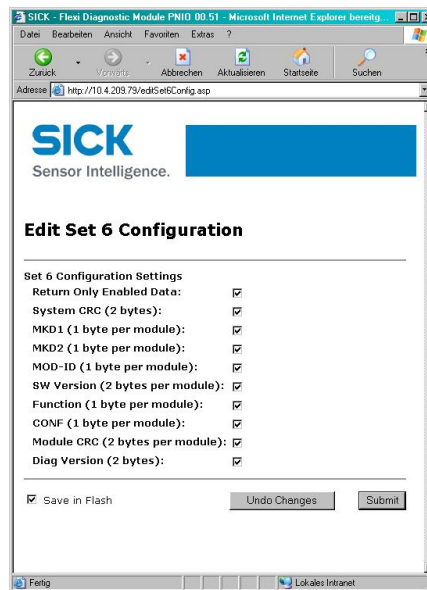 SICK - Flexi Diagnostic Module PNIO 00.51 - Microsoft Internet Explorer bereitg...
Datei Bearbeiten Ansicht Favoriten Extras ?
Zurück Vorwärts Abbrechen Aktualisieren Startseite Suchen
Adresse http://10.4.209.79/editSet6Config.asp
SICK
Sensor Intelligence.
Edit Set 6 Configuration
Set 6 Configuration Settings
Return Only Enabled Data:
System CRC (2 bytes):
MKD1 (1 byte per module):
MKD2 (1 byte per module):
MOD-ID (1 byte per module):
SW Version (2 bytes per module):
Function (1 byte per module):
CONF (1 byte per module):
Module CRC (2 bytes per module):
Diag Version (2 bytes):
Save in Flash Undo Changes Submit
Fertig Lokales Intranet